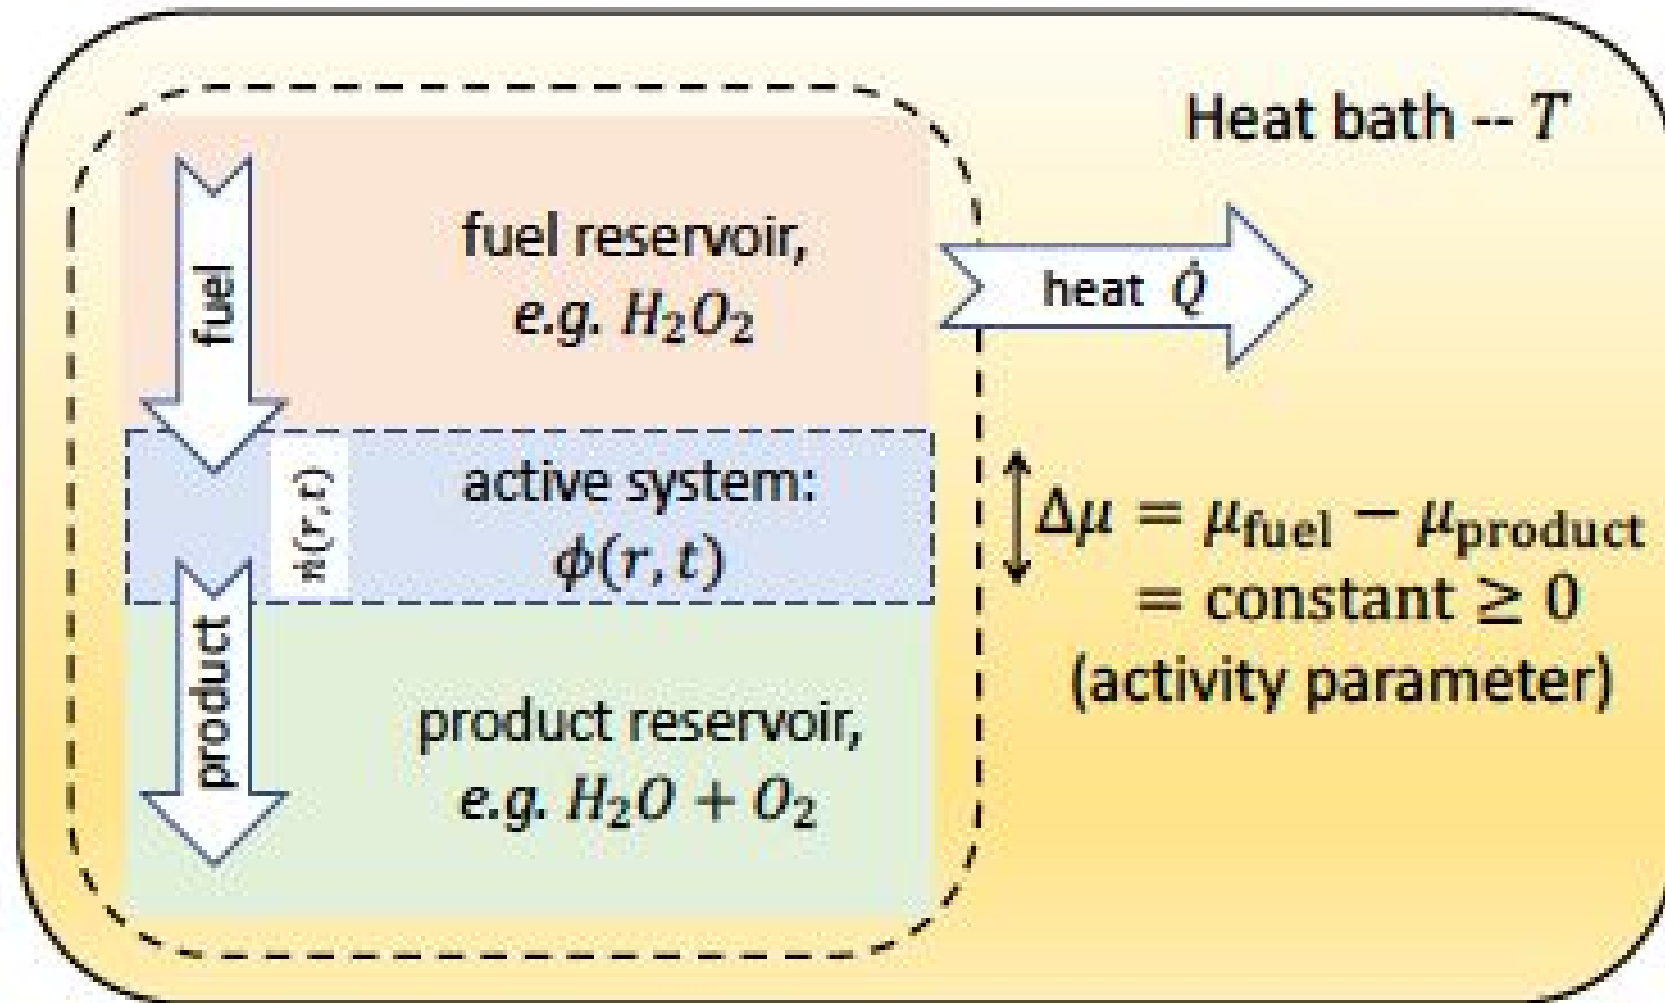 Heat bath -- T
fuel
fuel reservoir,
e.g. H₂O₂
heat Q̇
ṅ(r,t)
active system:
ϕ(r, t)
Δμ = μfuel − μproduct
= constant ≥ 0
(activity parameter)
product
product reservoir,
e.g. H₂O + O₂